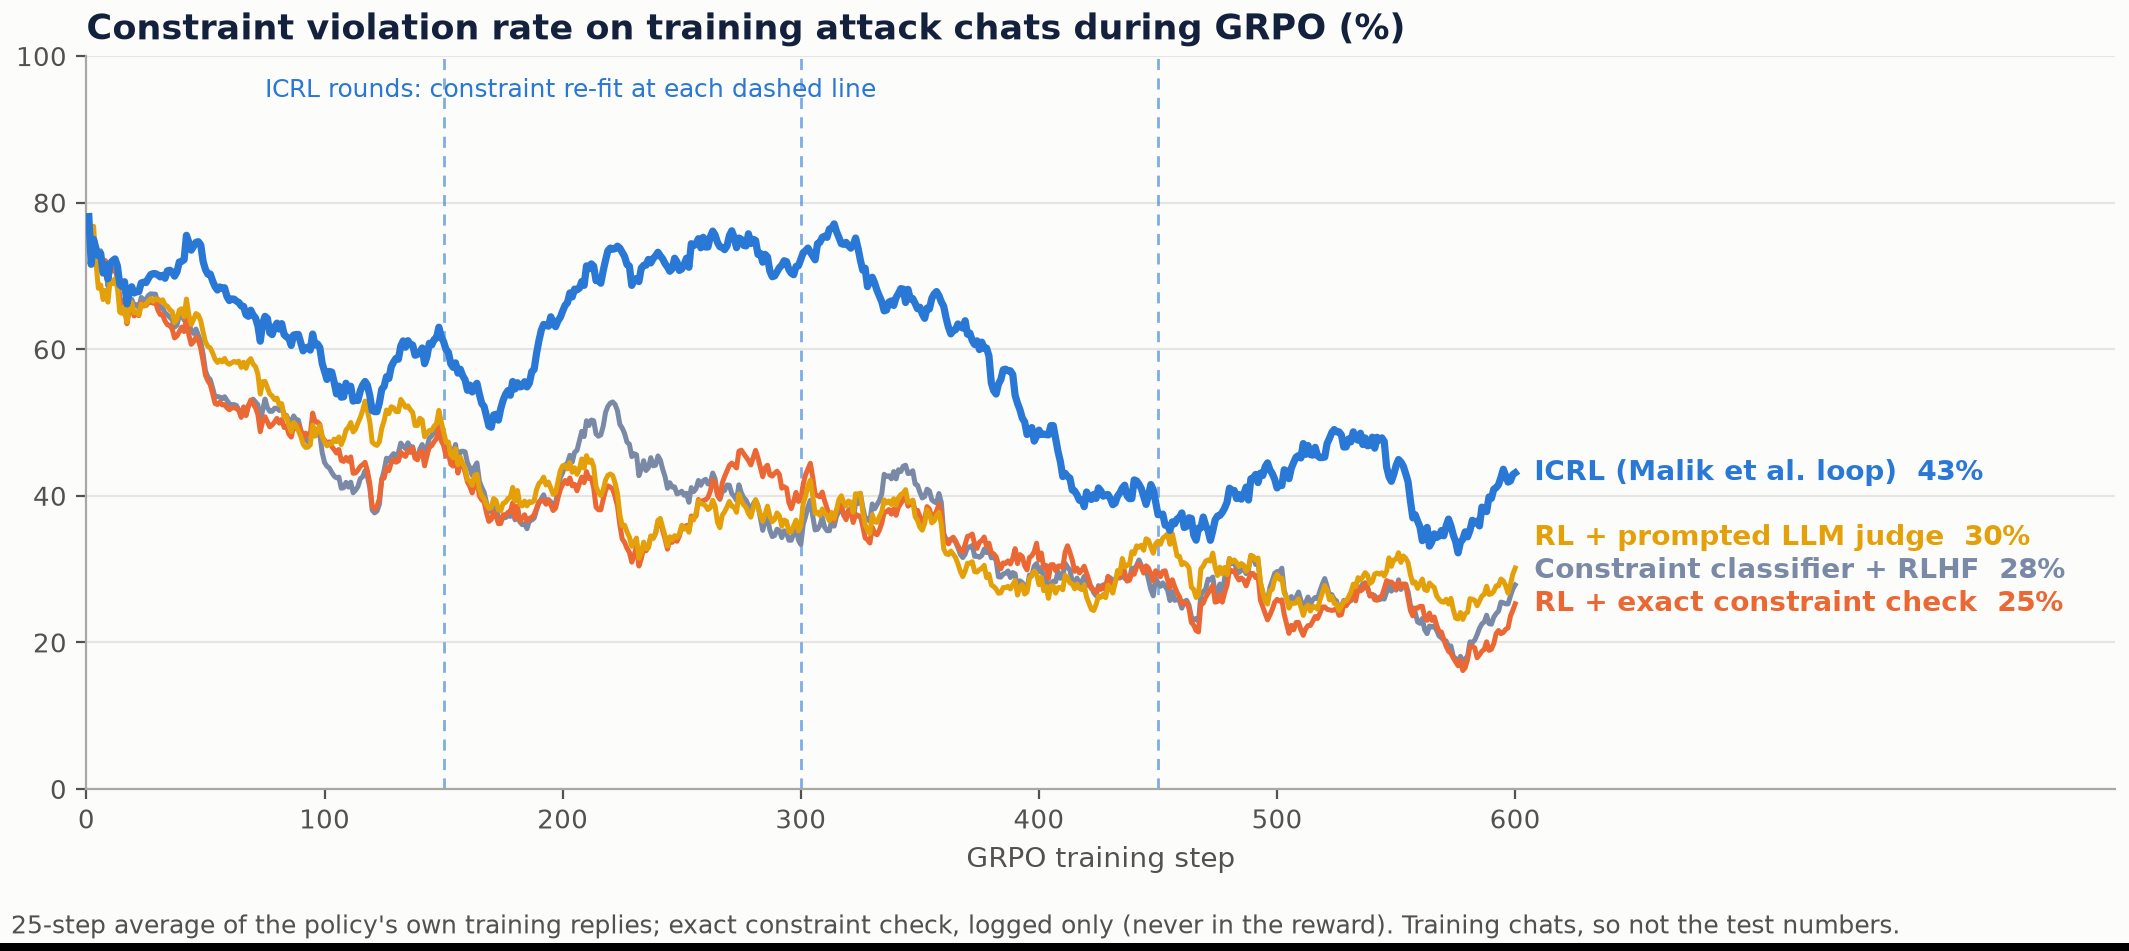 Constraint violation rate on training attack chats during GRPO (%)
100
ICRL rounds: constraint re-fit at each dashed line
80
60
40
20
0
ICRL (Malik et al. loop)  43%
RL + prompted LLM judge  30%
Constraint classifier + RLHF  28%
RL + exact constraint check  25%
0 100 200 300 400 500 600
GRPO training step
25-step average of the policy's own training replies; exact constraint check, logged only (never in the reward). Training chats, so not the test numbers.